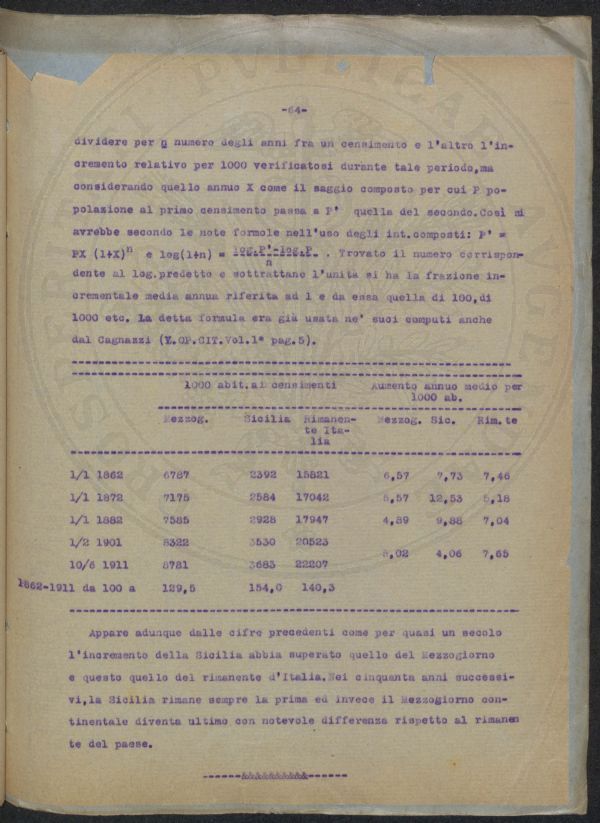 -64-
dividere per n numero degli anni fra un censimento e l'altro l'in-
cremento relativo per 1000 verificatosi durante tale periodo,ma
considerando quello annuo X come il saggio composto per cui P po-
polazione al primo censimento passa a P' quella del secondo.Così si
avrebbe secondo le note formole nell'uso degli int.composti: P' =
PX (1+X)n e log(1+n) = log.P'-log.P / n . Trovato il numero corrispon-
dente al log.predetto e sottrattane l'unità si ha la frazione in-
crementale media annua riferita ad 1 e da essa quella di 100,di
1000 etc. La detta formula era già usata ne' suoi computi anche
dal Cagnazzi (V.OP.CIT.Vol.1° pag.5).
1000 abit.ai censimenti Aumento annuo medio per
1000 ab.
Mezzog. Sicilia Rimanen- Mezzog. Sic. Rim.te
te Ita-
lia
1/1 1862 6787 2392 15821 6,57 7,73 7,46
1/1 1872 7175 2584 17042 5,57 12,53 5,18
1/1 1882 7585 2928 17947 4,89 9,88 7,04
1/2 1901 8322 3530 20523
5,02 4,06 7,65
10/6 1911 8781 3683 22207
1862-1911 da 100 a 129,5 154,0 140,3
Appare adunque dalle cifre precedenti come per quasi un secolo
l'incremento della Sicilia abbia superato quello del Mezzogiorno
e questo quello del rimanente d'Italia.Nei cinquanta anni successi-
vi,la Sicilia rimane sempre la prima ed invece il Mezzogiorno con-
tinentale diventa ultimo con notevole differenza rispetto al rimanen
te del paese.
------&&&&&&&&&&------